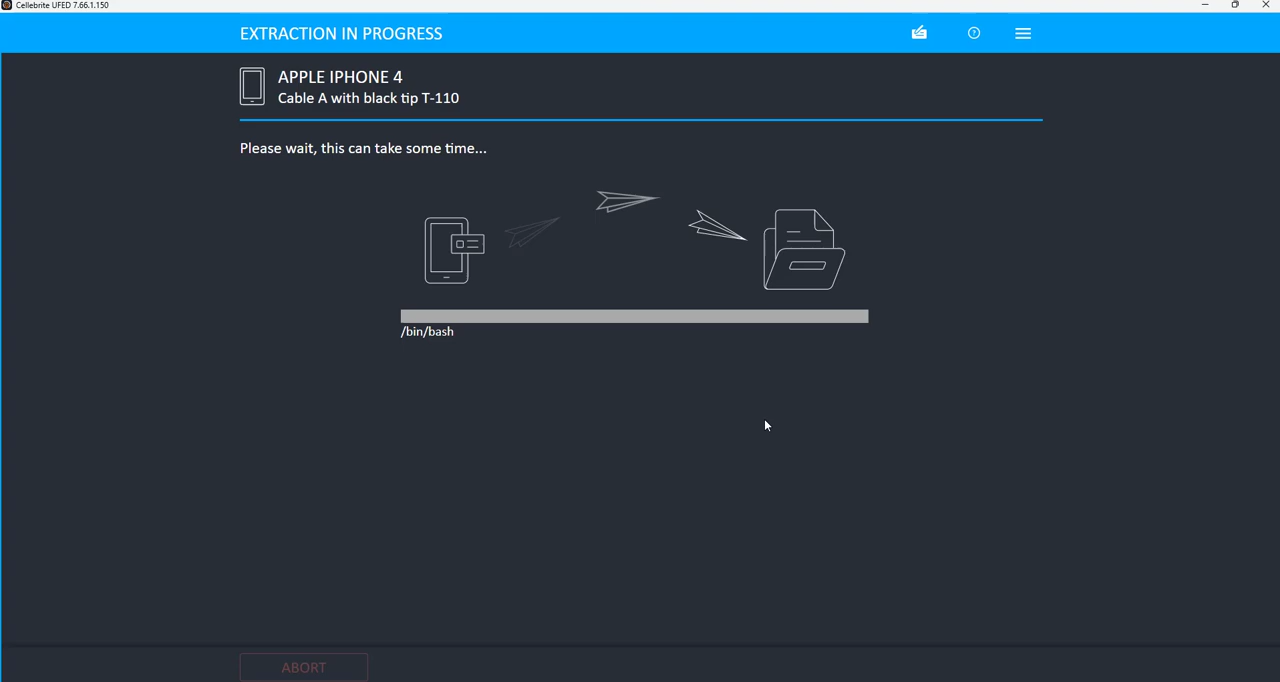 Cellebrite UFED 7.66.1.150
EXTRACTION IN PROGRESS
APPLE IPHONE 4
Cable A with black tip T-110
Please wait, this can take some time...
/bin/bash
ABORT